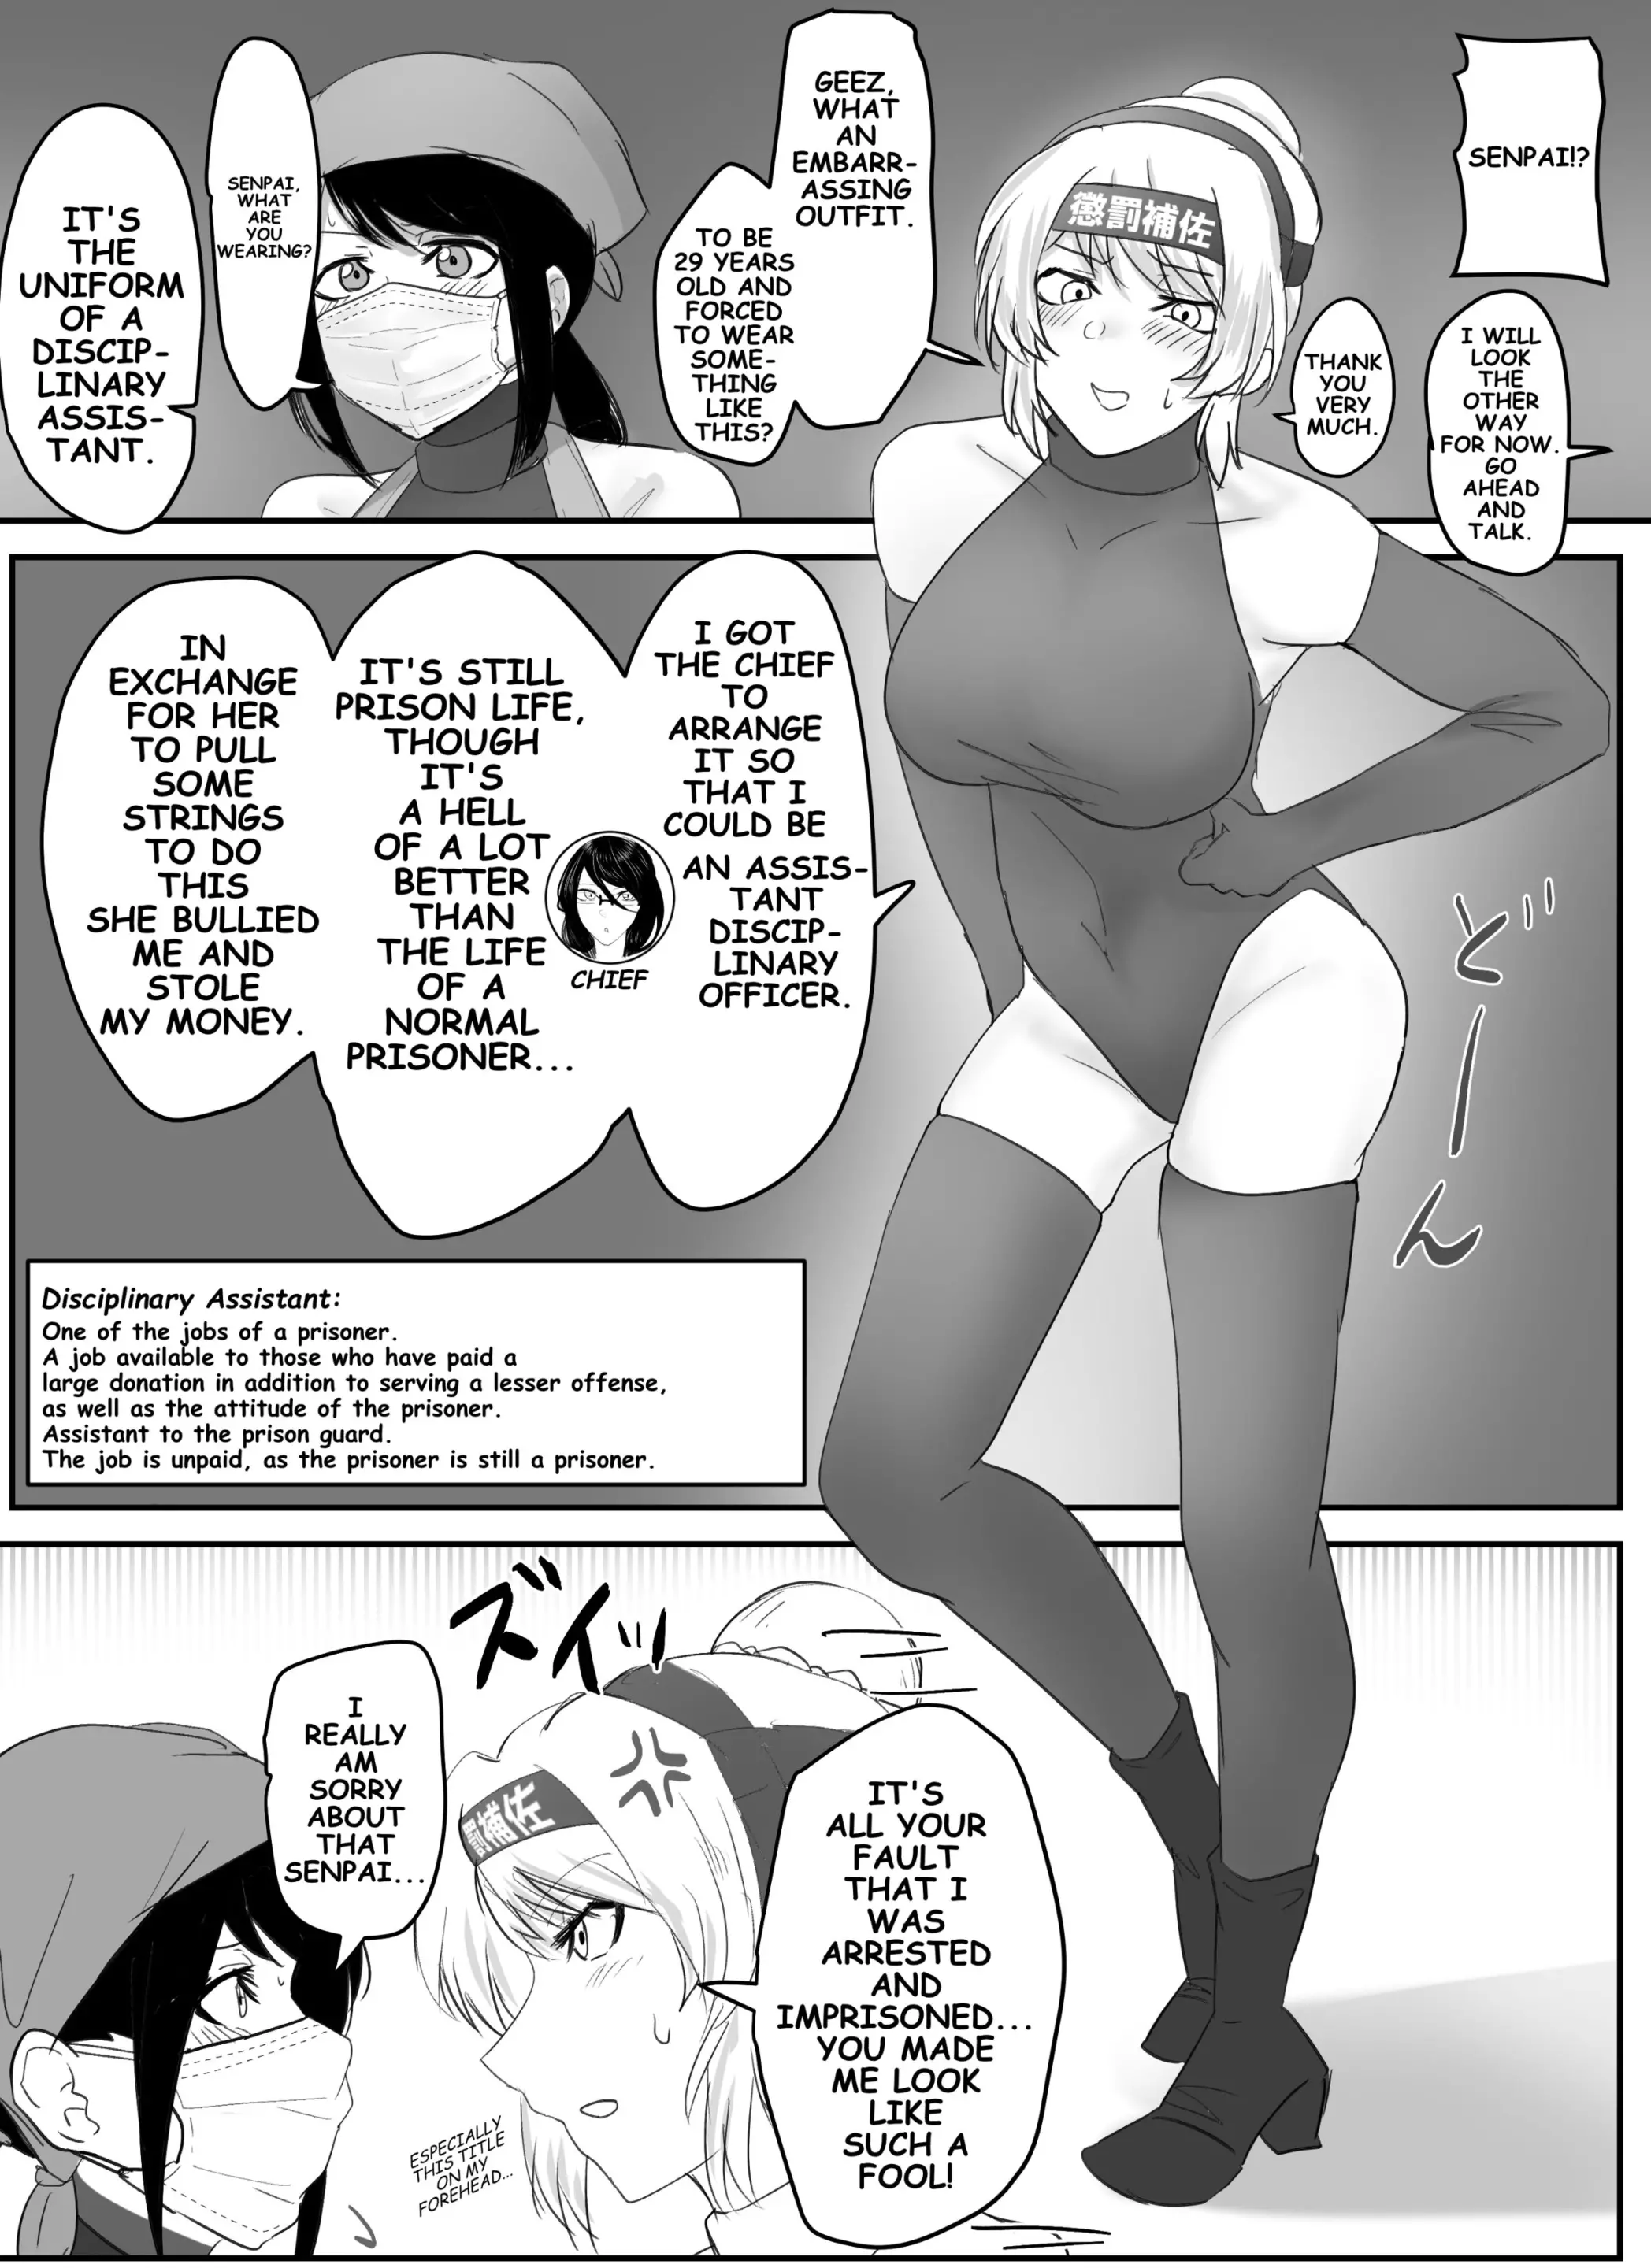 SENPAI!?
I WILL
LOOK
THE
OTHER
WAY
FOR NOW.
GO
AHEAD
AND
TALK.
THANK
YOU
VERY
MUCH.
懲罰補佐
GEEZ,
WHAT
AN
EMBARR-
ASSING
OUTFIT.
TO BE
29 YEARS
OLD AND
FORCED
TO WEAR
SOME-
THING
LIKE
THIS?
SENPAI,
WHAT
ARE
YOU
WEARING?
IT'S
THE
UNIFORM
OF A
DISCIP-
LINARY
ASSIS-
TANT.
ど〝ーん
I GOT
THE CHIEF
TO
ARRANGE
IT SO
THAT I
COULD BE
AN ASSIS-
TANT
DISCIP-
LINARY
OFFICER.
CHIEF
IT'S STILL
PRISON LIFE,
THOUGH
IT'S
A HELL
OF A LOT
BETTER
THAN
THE LIFE
OF A
NORMAL
PRISONER...
IN
EXCHANGE
FOR HER
TO PULL
SOME
STRINGS
TO DO
THIS
SHE BULLIED
ME AND
STOLE
MY MONEY.
Disciplinary Assistant:
One of the jobs of a prisoner.
A job available to those who have paid a
large donation in addition to serving a lesser offense,
as well as the attitude of the prisoner.
Assistant to the prison guard.
The job is unpaid, as the prisoner is still a prisoner.
ズイッ
罰補佐
IT'S
ALL YOUR
FAULT
THAT I
WAS
ARRESTED
AND
IMPRISONED...
YOU MADE
ME LOOK
LIKE
SUCH A
FOOL!
ESPECIALLY
THIS TITLE
ON MY
FOREHEAD...
I
REALLY
AM
SORRY
ABOUT
THAT
SENPAI...